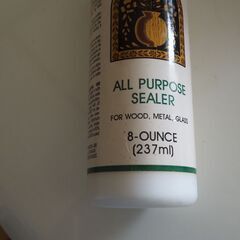 ALL PURPOSE
SEALER
FOR WOOD, METAL, GLASS
8-OUNCE
(237ml)